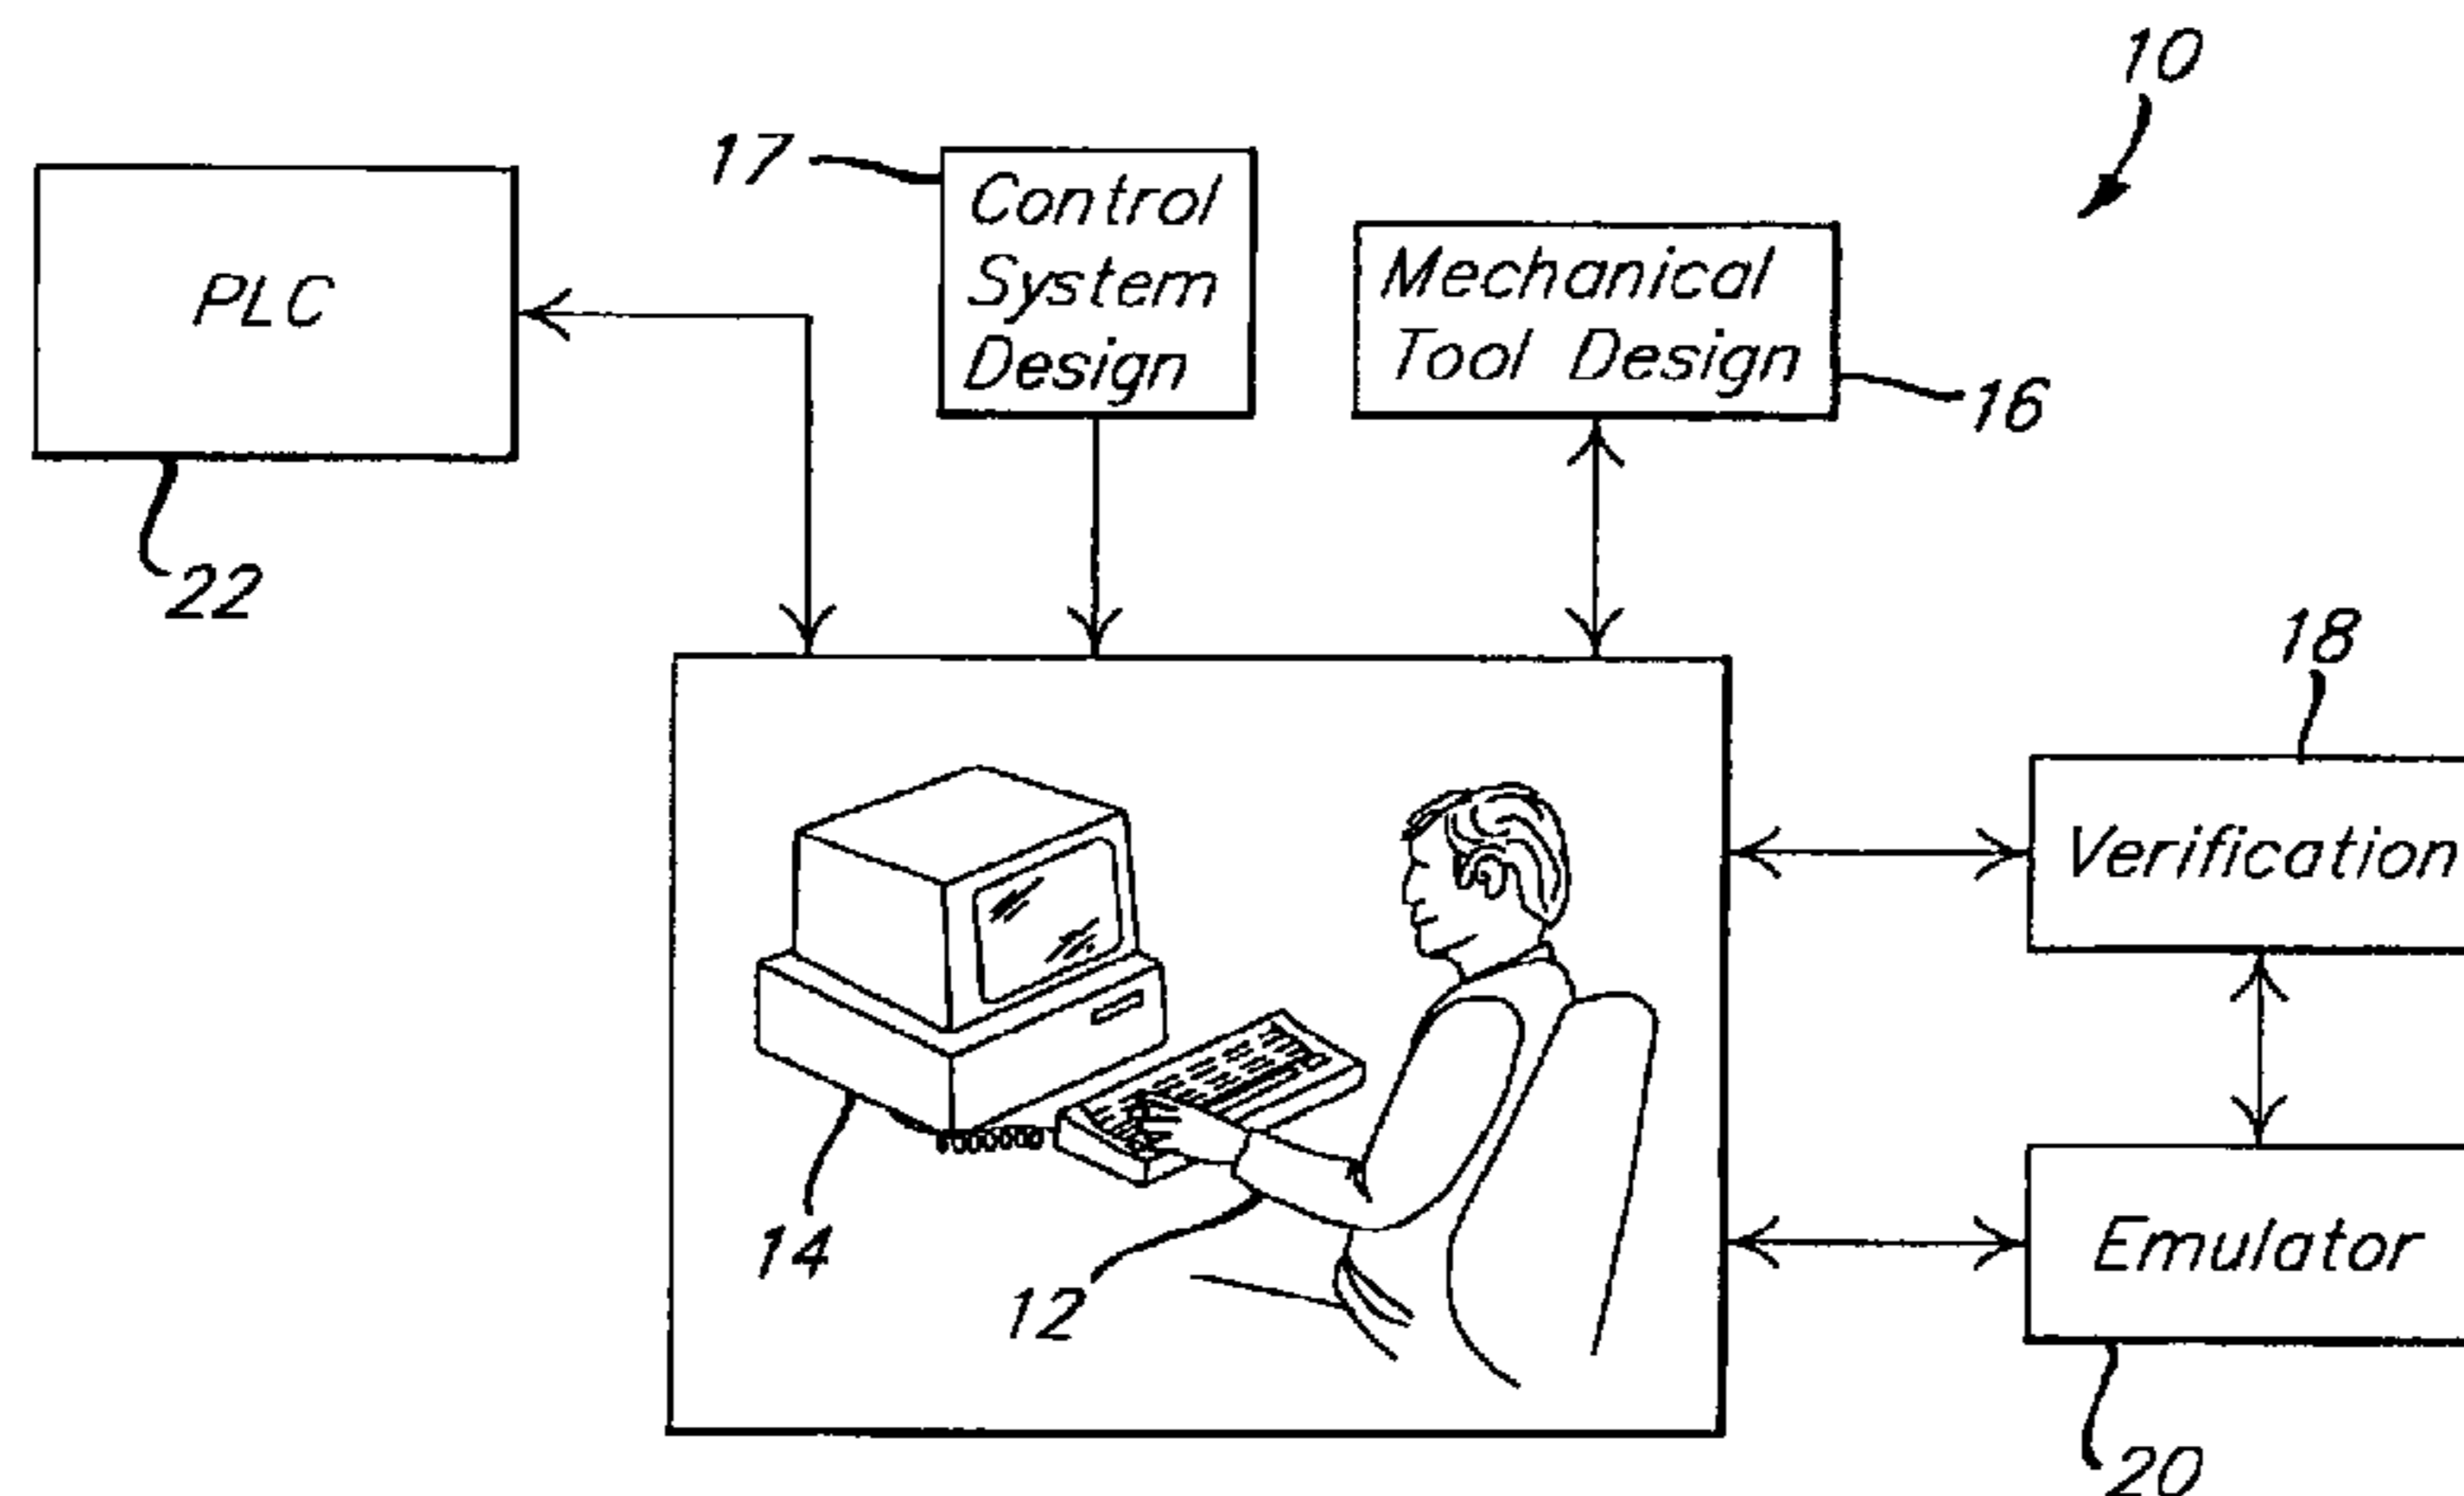 10
17
Control
System
Design
PLC
Mechanical
Tool Design
16
22
18
Verification
14
12
Emulator
20